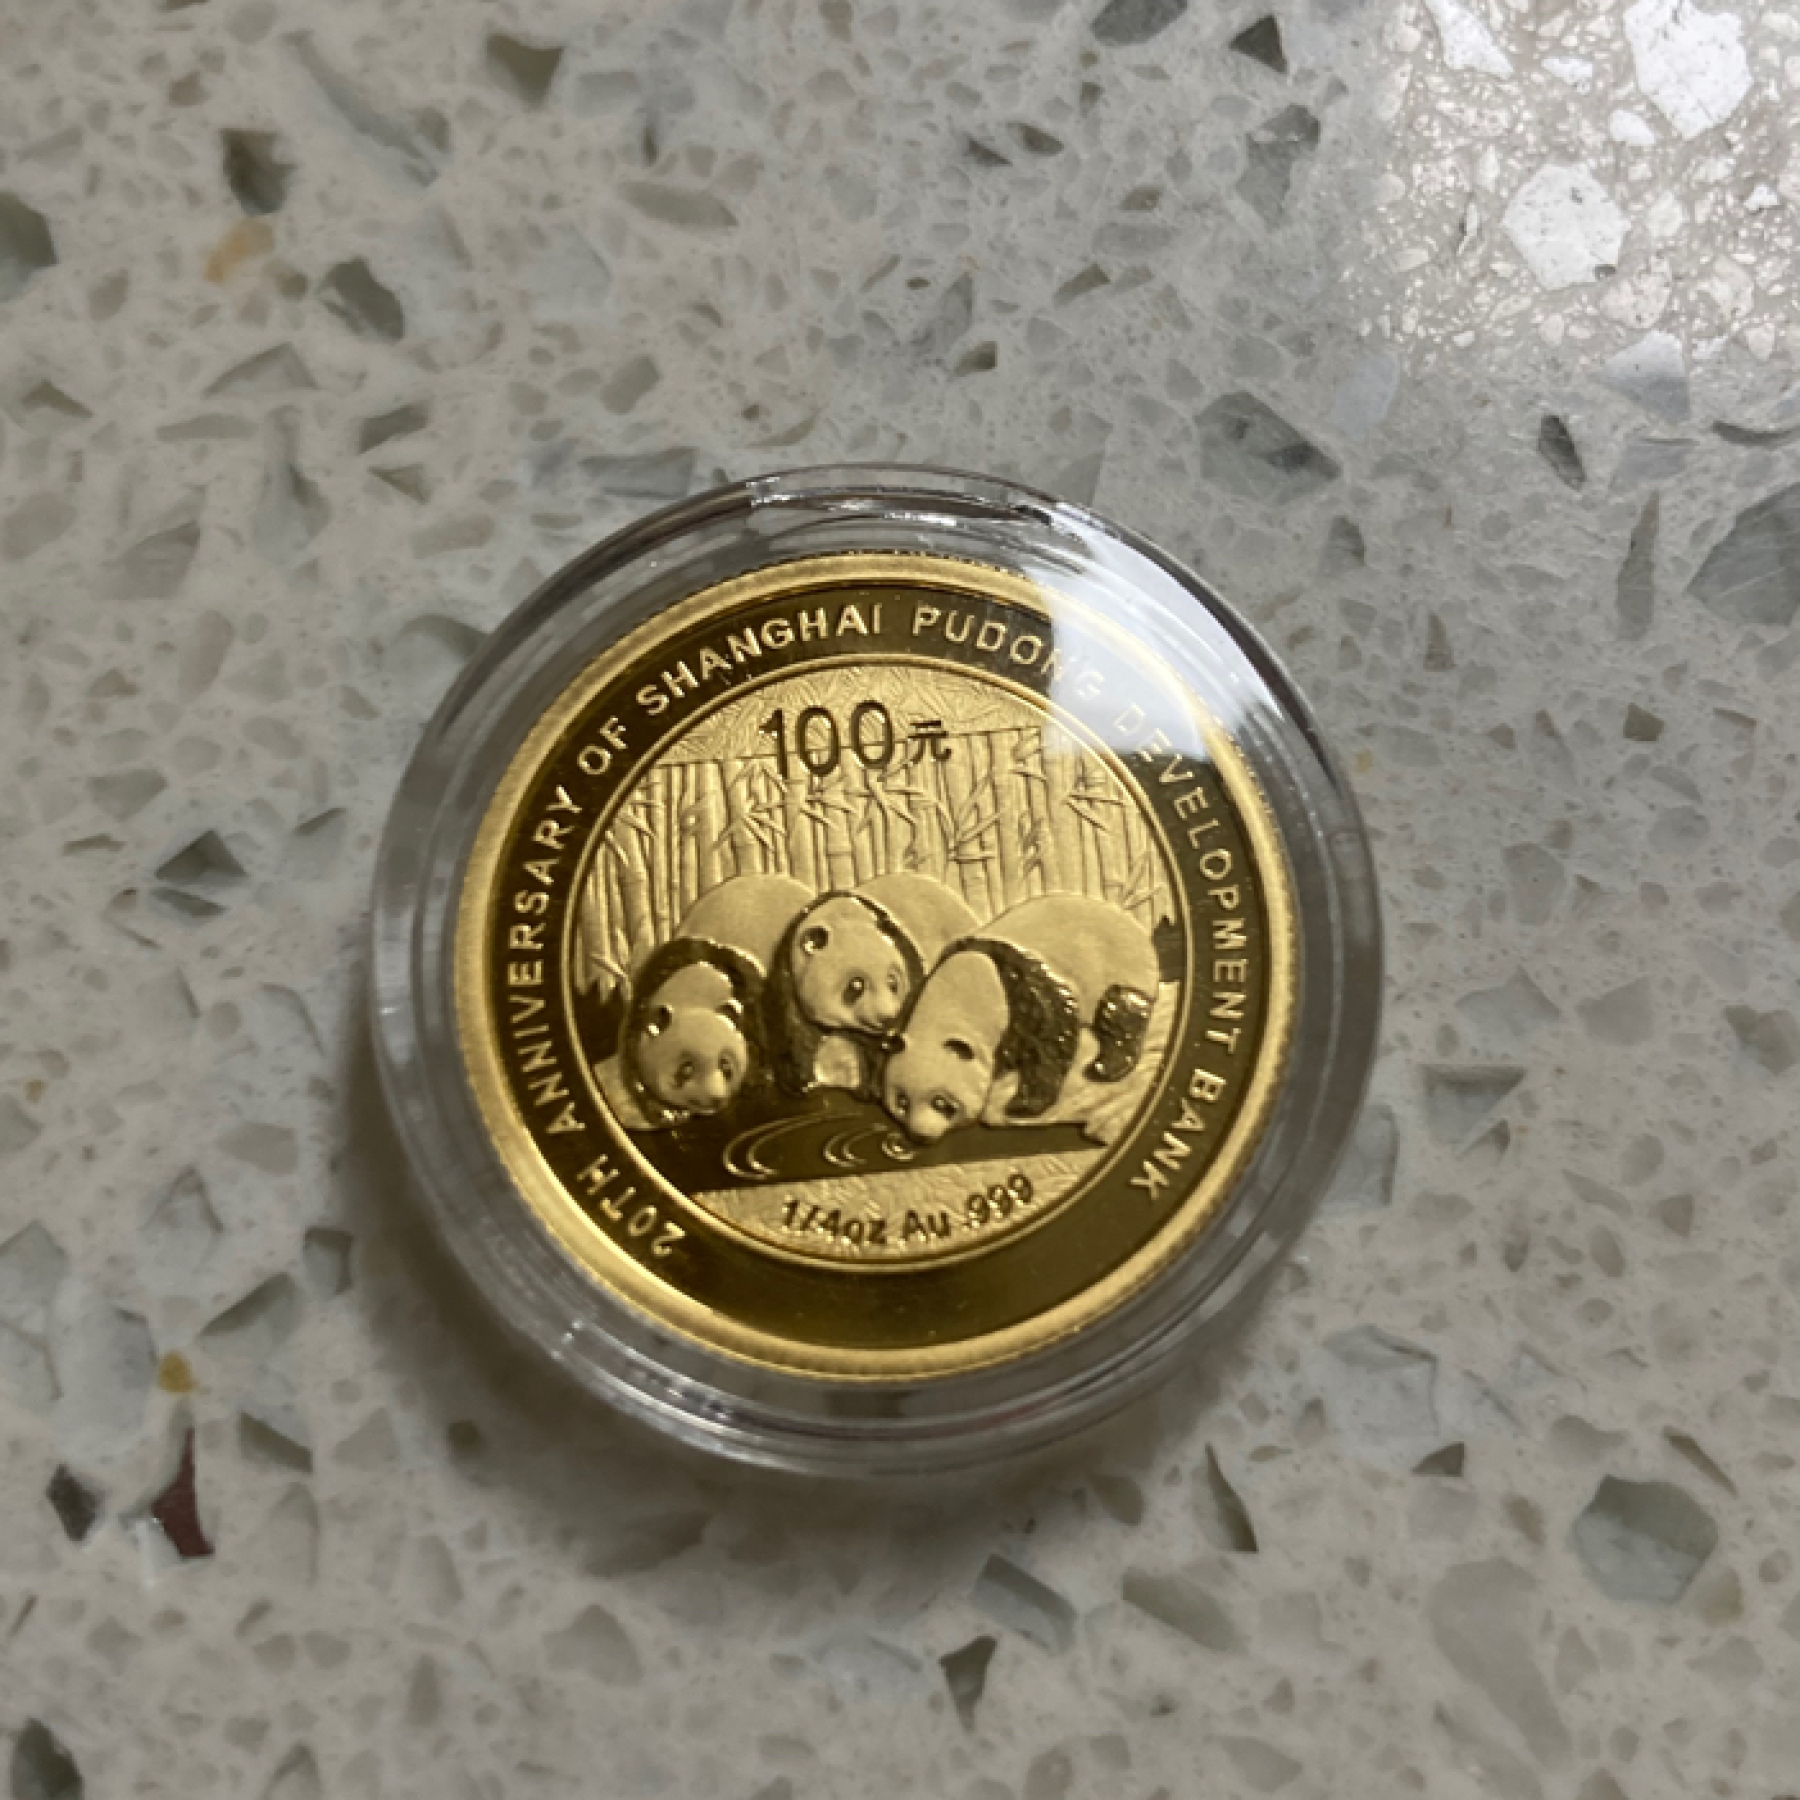 20TH ANNIVERSARY OF SHANGHAI PUDONG DEVELOPMENT BANK
100元
1/4oz Au .999